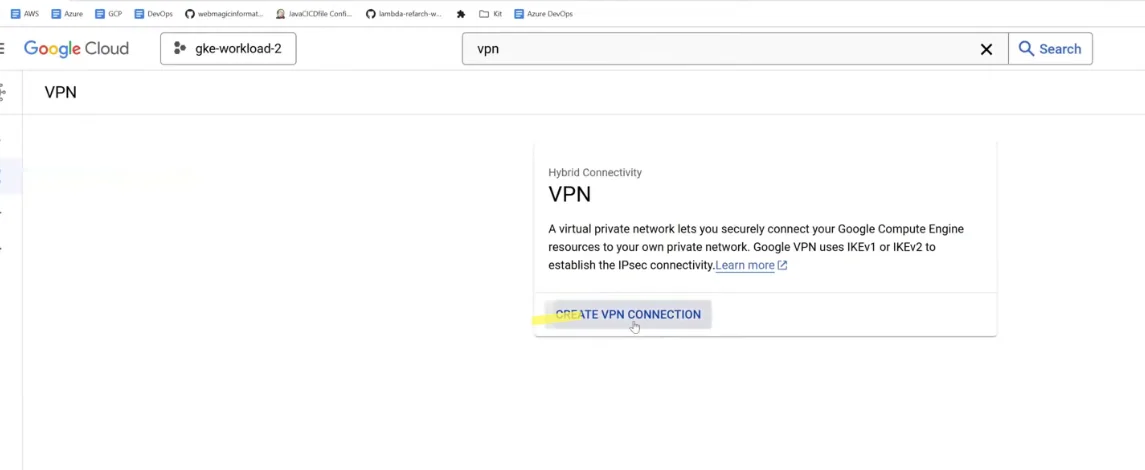 AWS Azure GCP DevOps webmagicinformat... JavaCICDfile Confi... lambda-refarch-w... Kit Azure DevOps
Google Cloud gke-workload-2 vpn Search
VPN
Hybrid Connectivity
VPN
A virtual private network lets you securely connect your Google Compute Engine
resources to your own private network. Google VPN uses IKEv1 or IKEv2 to
establish the IPsec connectivity.Learn more
CREATE VPN CONNECTION